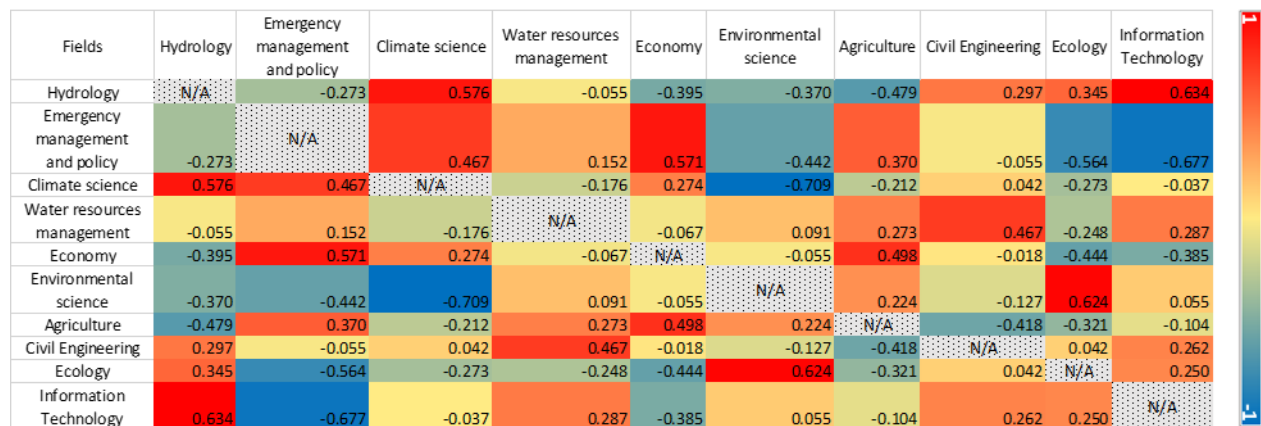 Fields Hydrology Emergency management and policy Climate science Water resources management Economy Environmental science Agriculture Civil Engineering Ecology Information Technology
Hydrology N/A -0.273 0.576 -0.055 -0.395 -0.370 -0.479 0.297 0.345 0.634
Emergency management and policy -0.273 N/A 0.467 0.152 0.571 -0.442 0.370 -0.055 -0.564 -0.677
Climate science 0.576 0.467 N/A -0.176 0.274 -0.709 -0.212 0.042 -0.273 -0.037
Water resources management -0.055 0.152 -0.176 N/A -0.067 0.091 0.273 0.467 -0.248 0.287
Economy -0.395 0.571 0.274 -0.067 N/A -0.055 0.498 -0.018 -0.444 -0.385
Environmental science -0.370 -0.442 -0.709 0.091 -0.055 N/A 0.224 -0.127 0.624 0.055
Agriculture -0.479 0.370 -0.212 0.273 0.498 0.224 N/A -0.418 -0.321 -0.104
Civil Engineering 0.297 -0.055 0.042 0.467 -0.018 -0.127 -0.418 N/A 0.042 0.262
Ecology 0.345 -0.564 -0.273 -0.248 -0.444 0.624 -0.321 0.042 N/A 0.250
Information Technology 0.634 -0.677 -0.037 0.287 -0.385 0.055 -0.104 0.262 0.250 N/A
1
-1